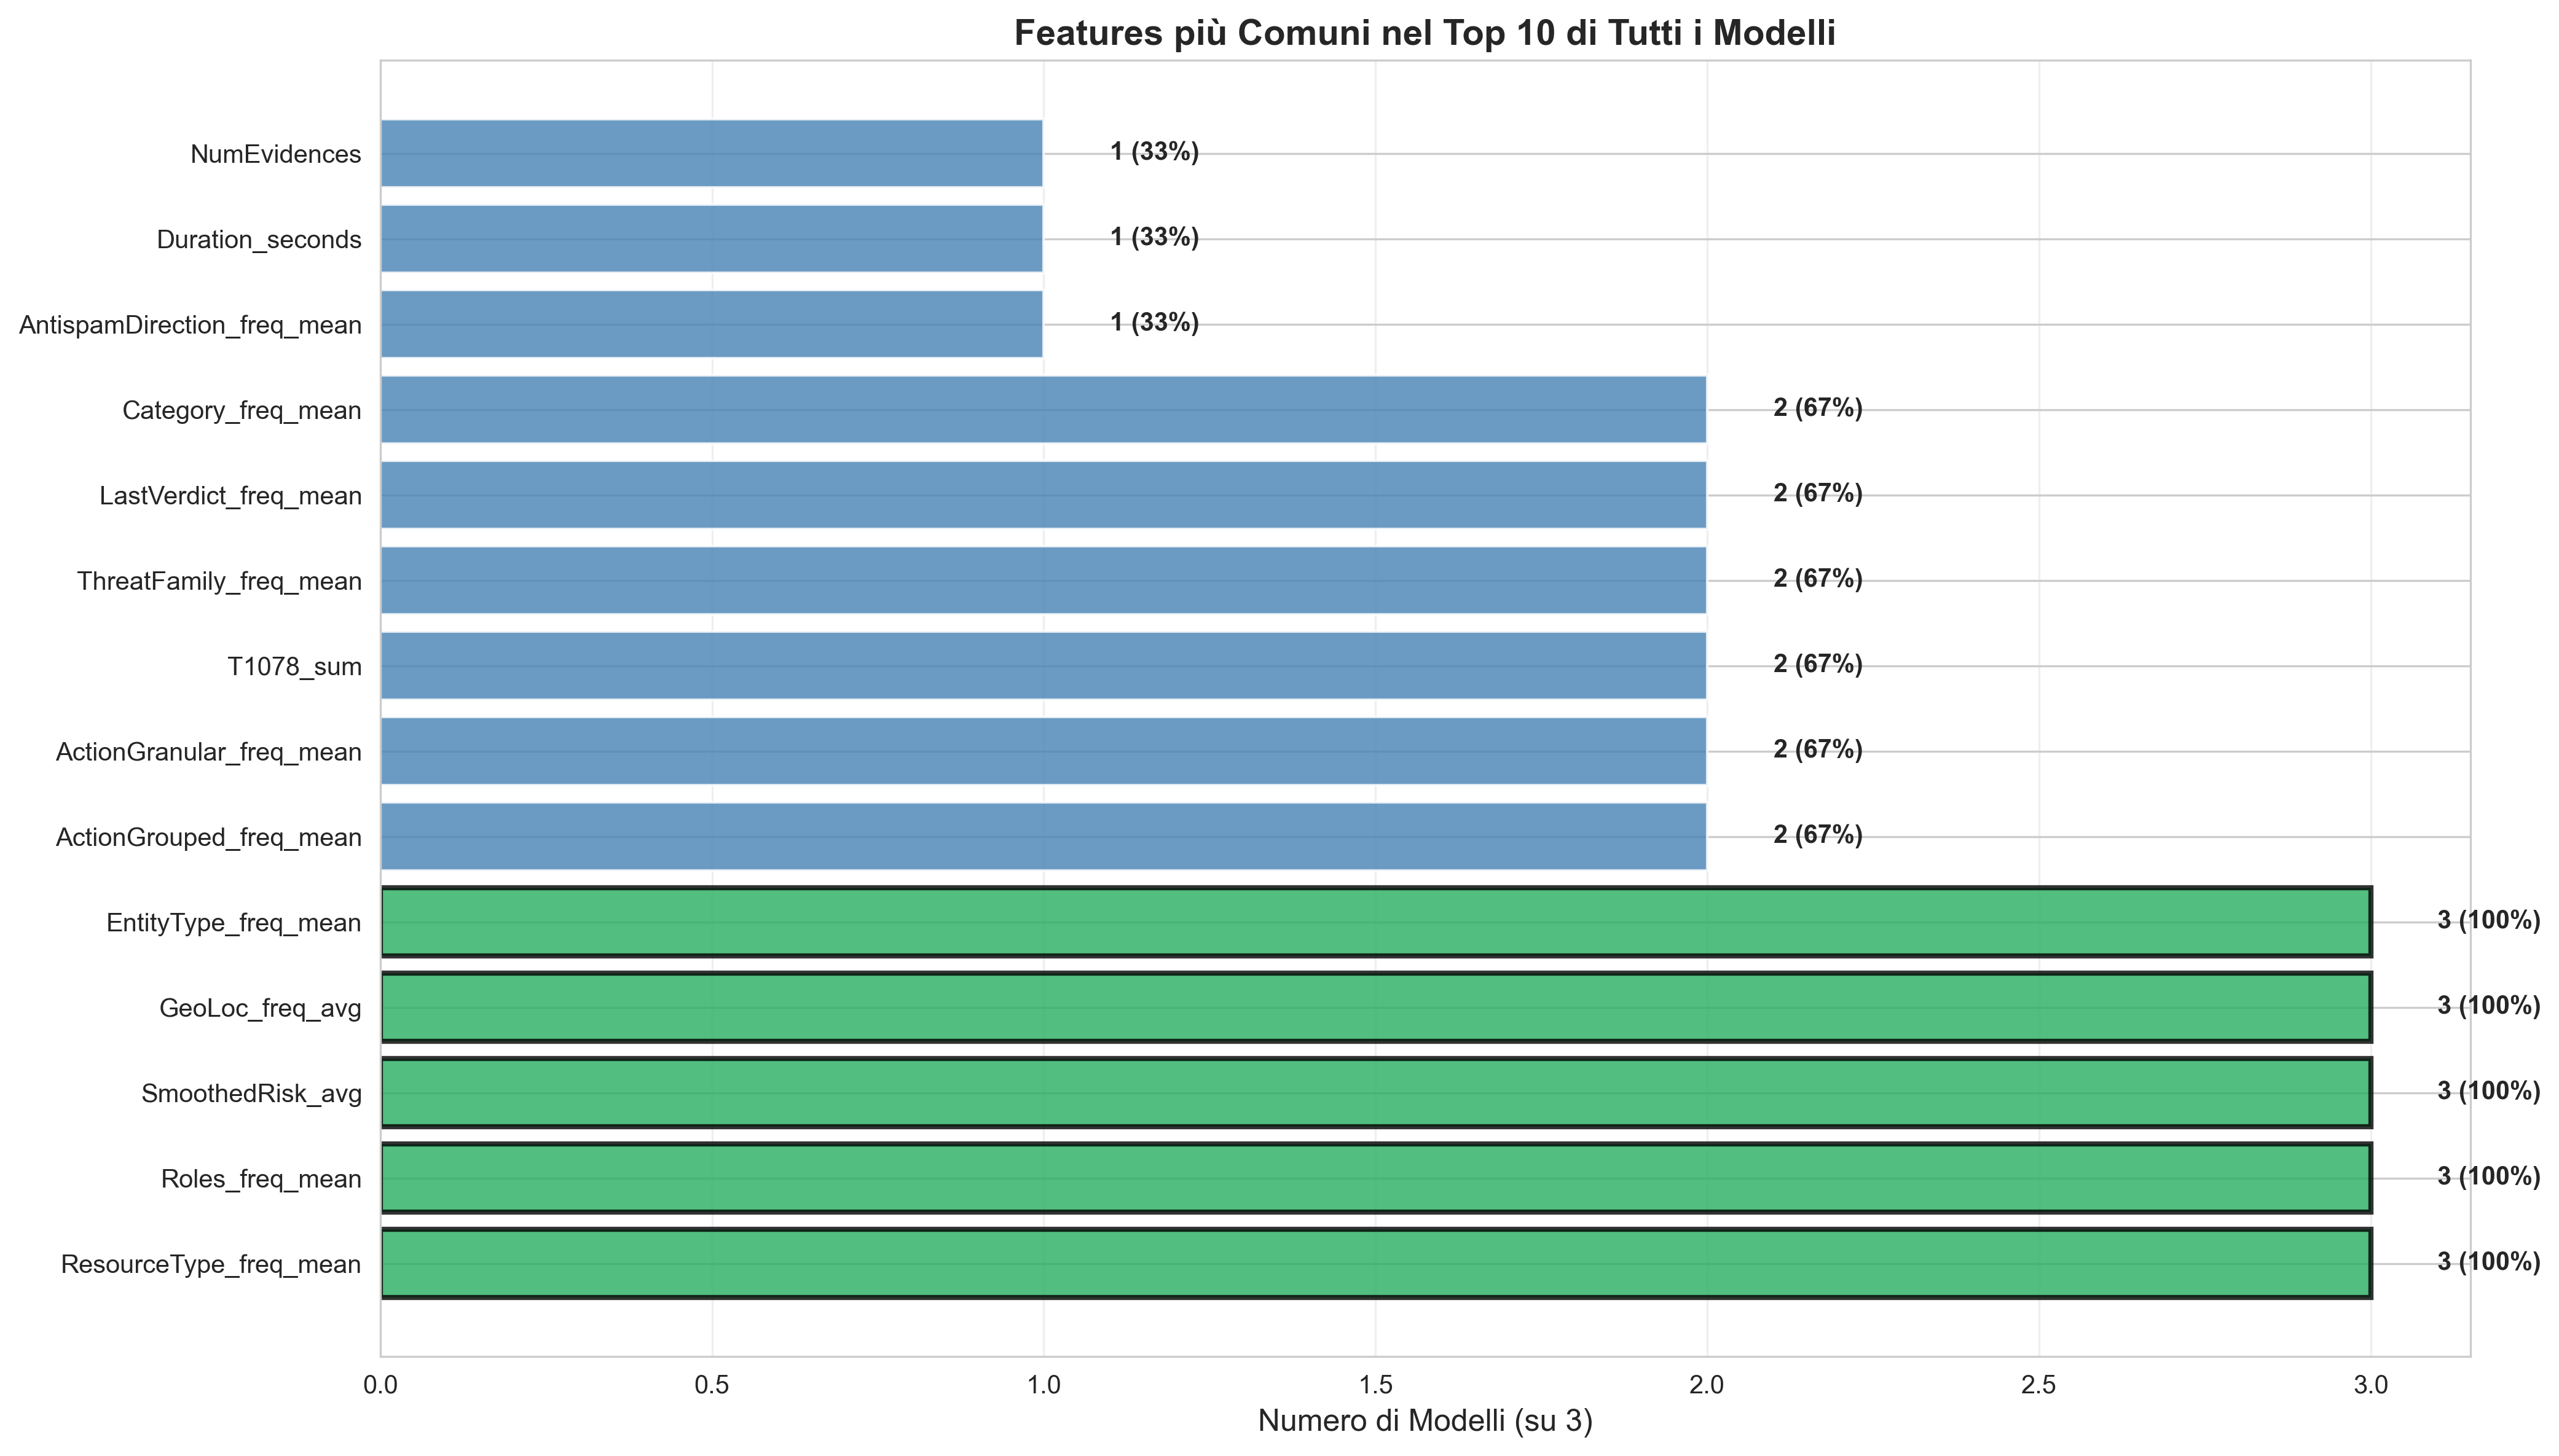 Features più Comuni nel Top 10 di Tutti i Modelli
NumEvidences 1 (33%)
Duration_seconds 1 (33%)
AntispamDirection_freq_mean 1 (33%)
Category_freq_mean 2 (67%)
LastVerdict_freq_mean 2 (67%)
ThreatFamily_freq_mean 2 (67%)
T1078_sum 2 (67%)
ActionGranular_freq_mean 2 (67%)
ActionGrouped_freq_mean 2 (67%)
EntityType_freq_mean 3 (100%)
GeoLoc_freq_avg 3 (100%)
SmoothedRisk_avg 3 (100%)
Roles_freq_mean 3 (100%)
ResourceType_freq_mean 3 (100%)
0.0 0.5 1.0 1.5 2.0 2.5 3.0
Numero di Modelli (su 3)